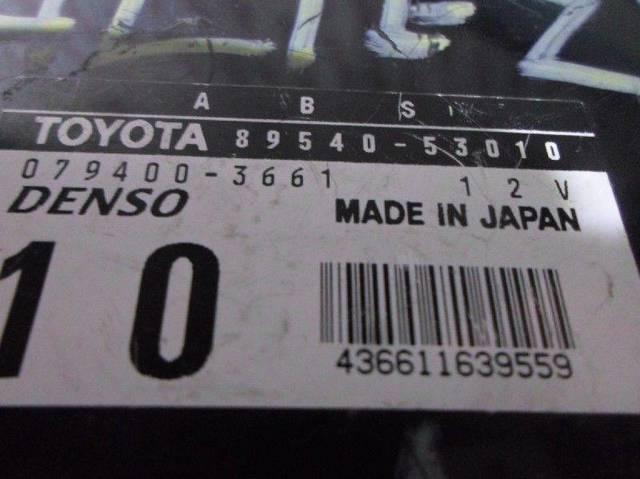 A B S
TOYOTA 89540-53010
079400-3661 12V
DENSO MADE IN JAPAN
10
436611639559